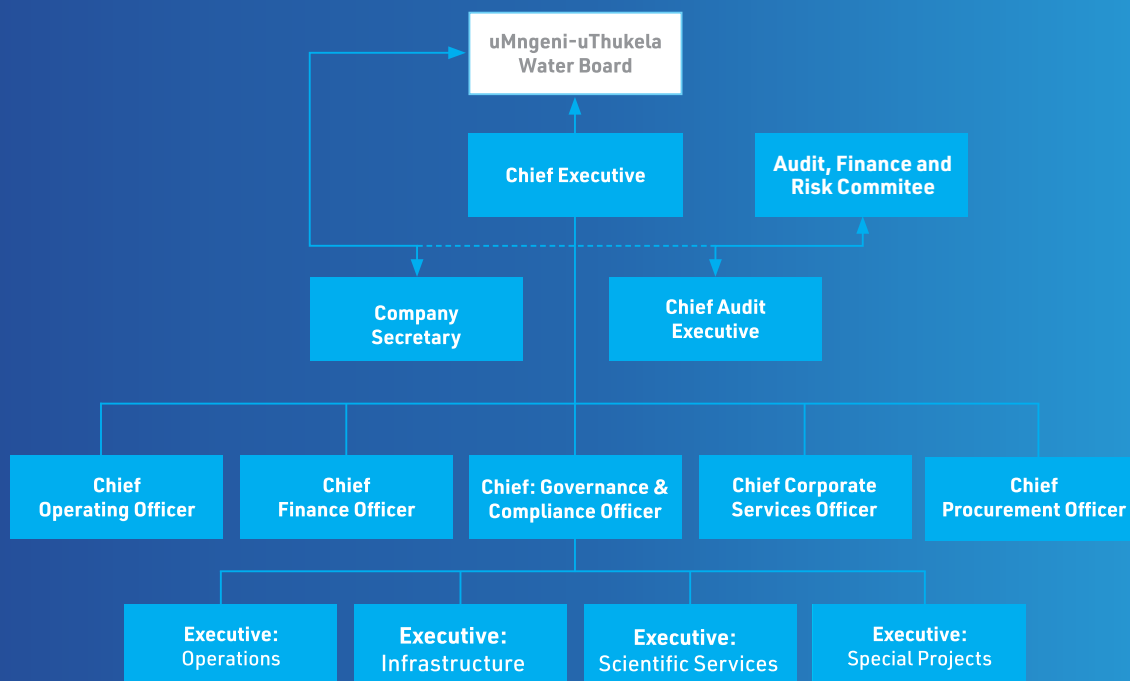 uMngeni-uThukela
Water Board
Chief Executive
Audit, Finance and
Risk Commitee
Company
Secretary
Chief Audit
Executive
Chief
Operating Officer
Chief
Finance Officer
Chief: Governance &
Compliance Officer
Chief Corporate
Services Officer
Chief
Procurement Officer
Executive:
Operations
Executive:
Infrastructure
Executive:
Scientific Services
Executive:
Special Projects